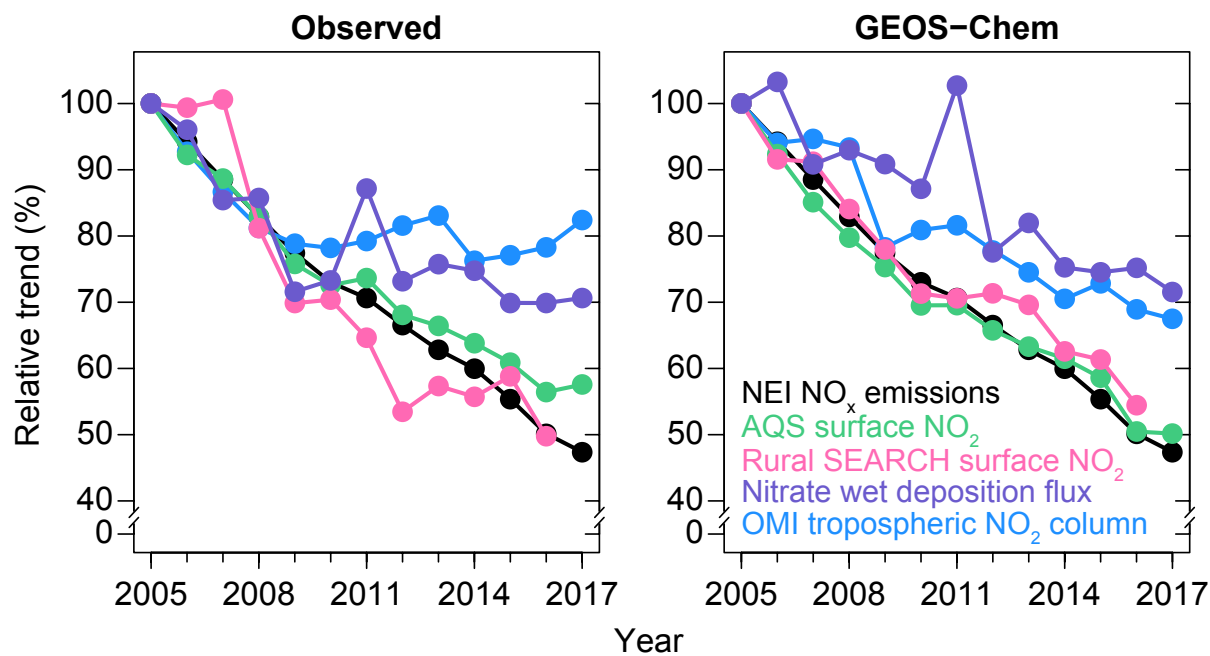 Observed
GEOS−Chem
Relative trend (%)
100
90
80
70
60
50
40
0
2005
2008
2011
2014
2017
100
90
80
70
60
50
40
0
NEI NOₓ emissions
AQS surface NO₂
Rural SEARCH surface NO₂
Nitrate wet deposition flux
OMI tropospheric NO₂ column
2005
2008
2011
2014
2017
Year